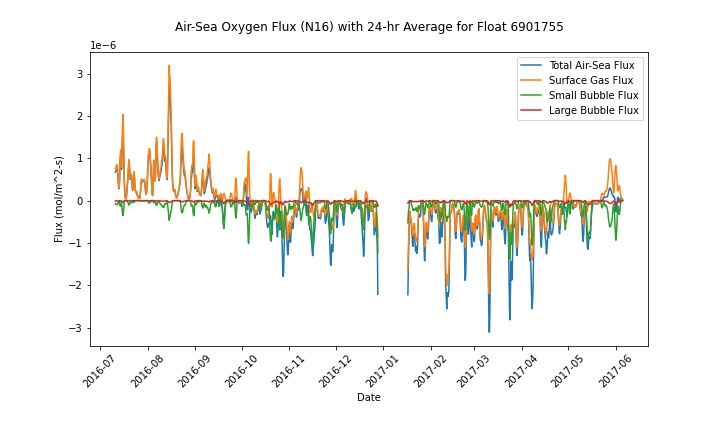 Air-Sea Oxygen Flux (N16) with 24-hr Average for Float 6901755
1e−6
Total Air-Sea Flux
Surface Gas Flux
Small Bubble Flux
Large Bubble Flux
3
2
1
0
−1
−2
−3
Flux (mol/m^2-s)
2016-07
2016-08
2016-09
2016-10
2016-11
2016-12
2017-01
2017-02
2017-03
2017-04
2017-05
2017-06
Date